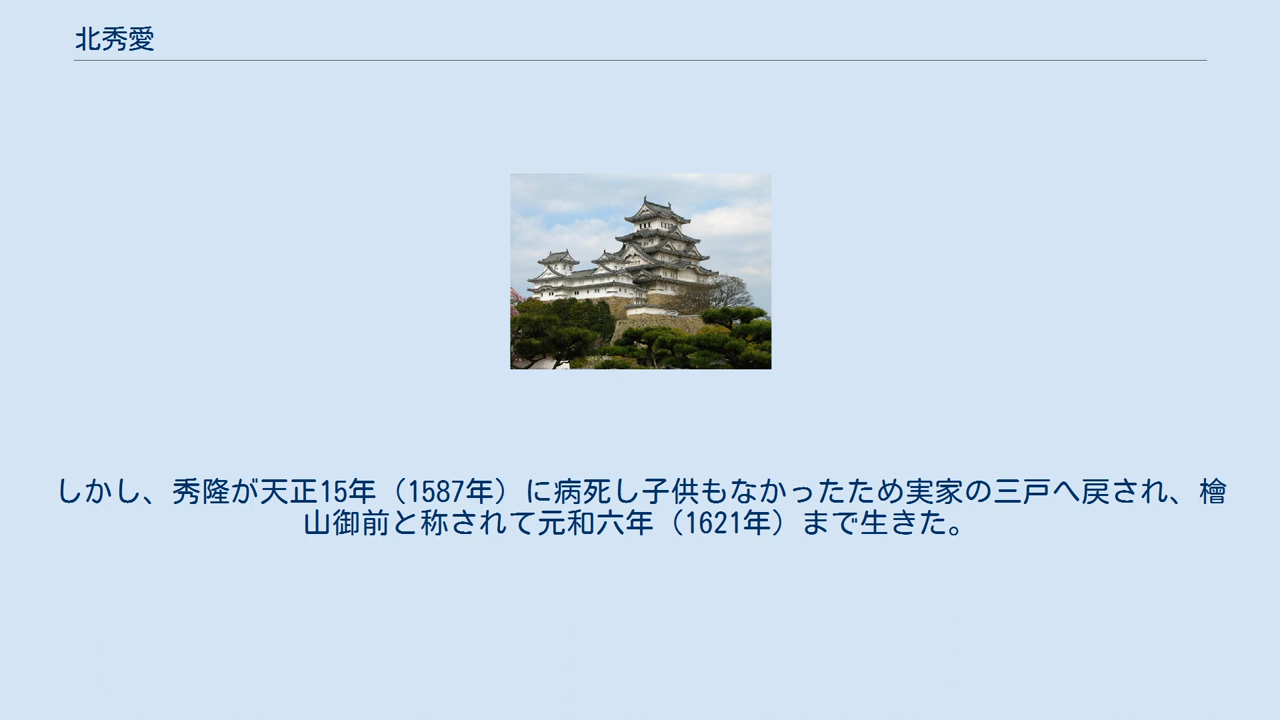 北秀愛
しかし、秀隆が天正15年（1587年）に病死し子供もなかったため実家の三戸へ戻され、檜
山御前と称されて元和六年（1621年）まで生きた。